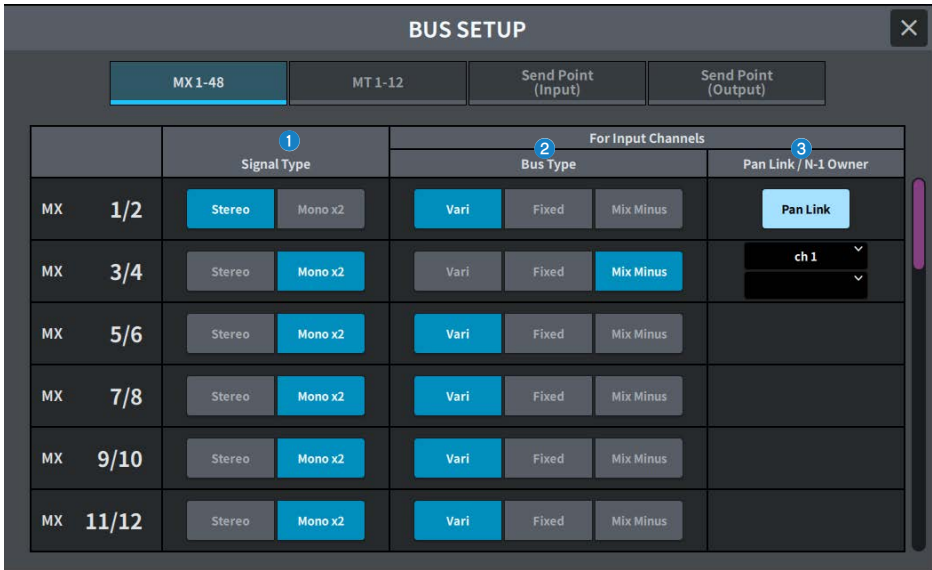 BUS SETUP
MX 1-48 MT 1-12 Send Point (Input) Send Point (Output)
1 For Input Channels
Signal Type 2 Bus Type 3 Pan Link / N-1 Owner
MX 1/2 Stereo Mono x2 Vari Fixed Mix Minus Pan Link
MX 3/4 Stereo Mono x2 Vari Fixed Mix Minus ch 1
MX 5/6 Stereo Mono x2 Vari Fixed Mix Minus
MX 7/8 Stereo Mono x2 Vari Fixed Mix Minus
MX 9/10 Stereo Mono x2 Vari Fixed Mix Minus
MX 11/12 Stereo Mono x2 Vari Fixed Mix Minus